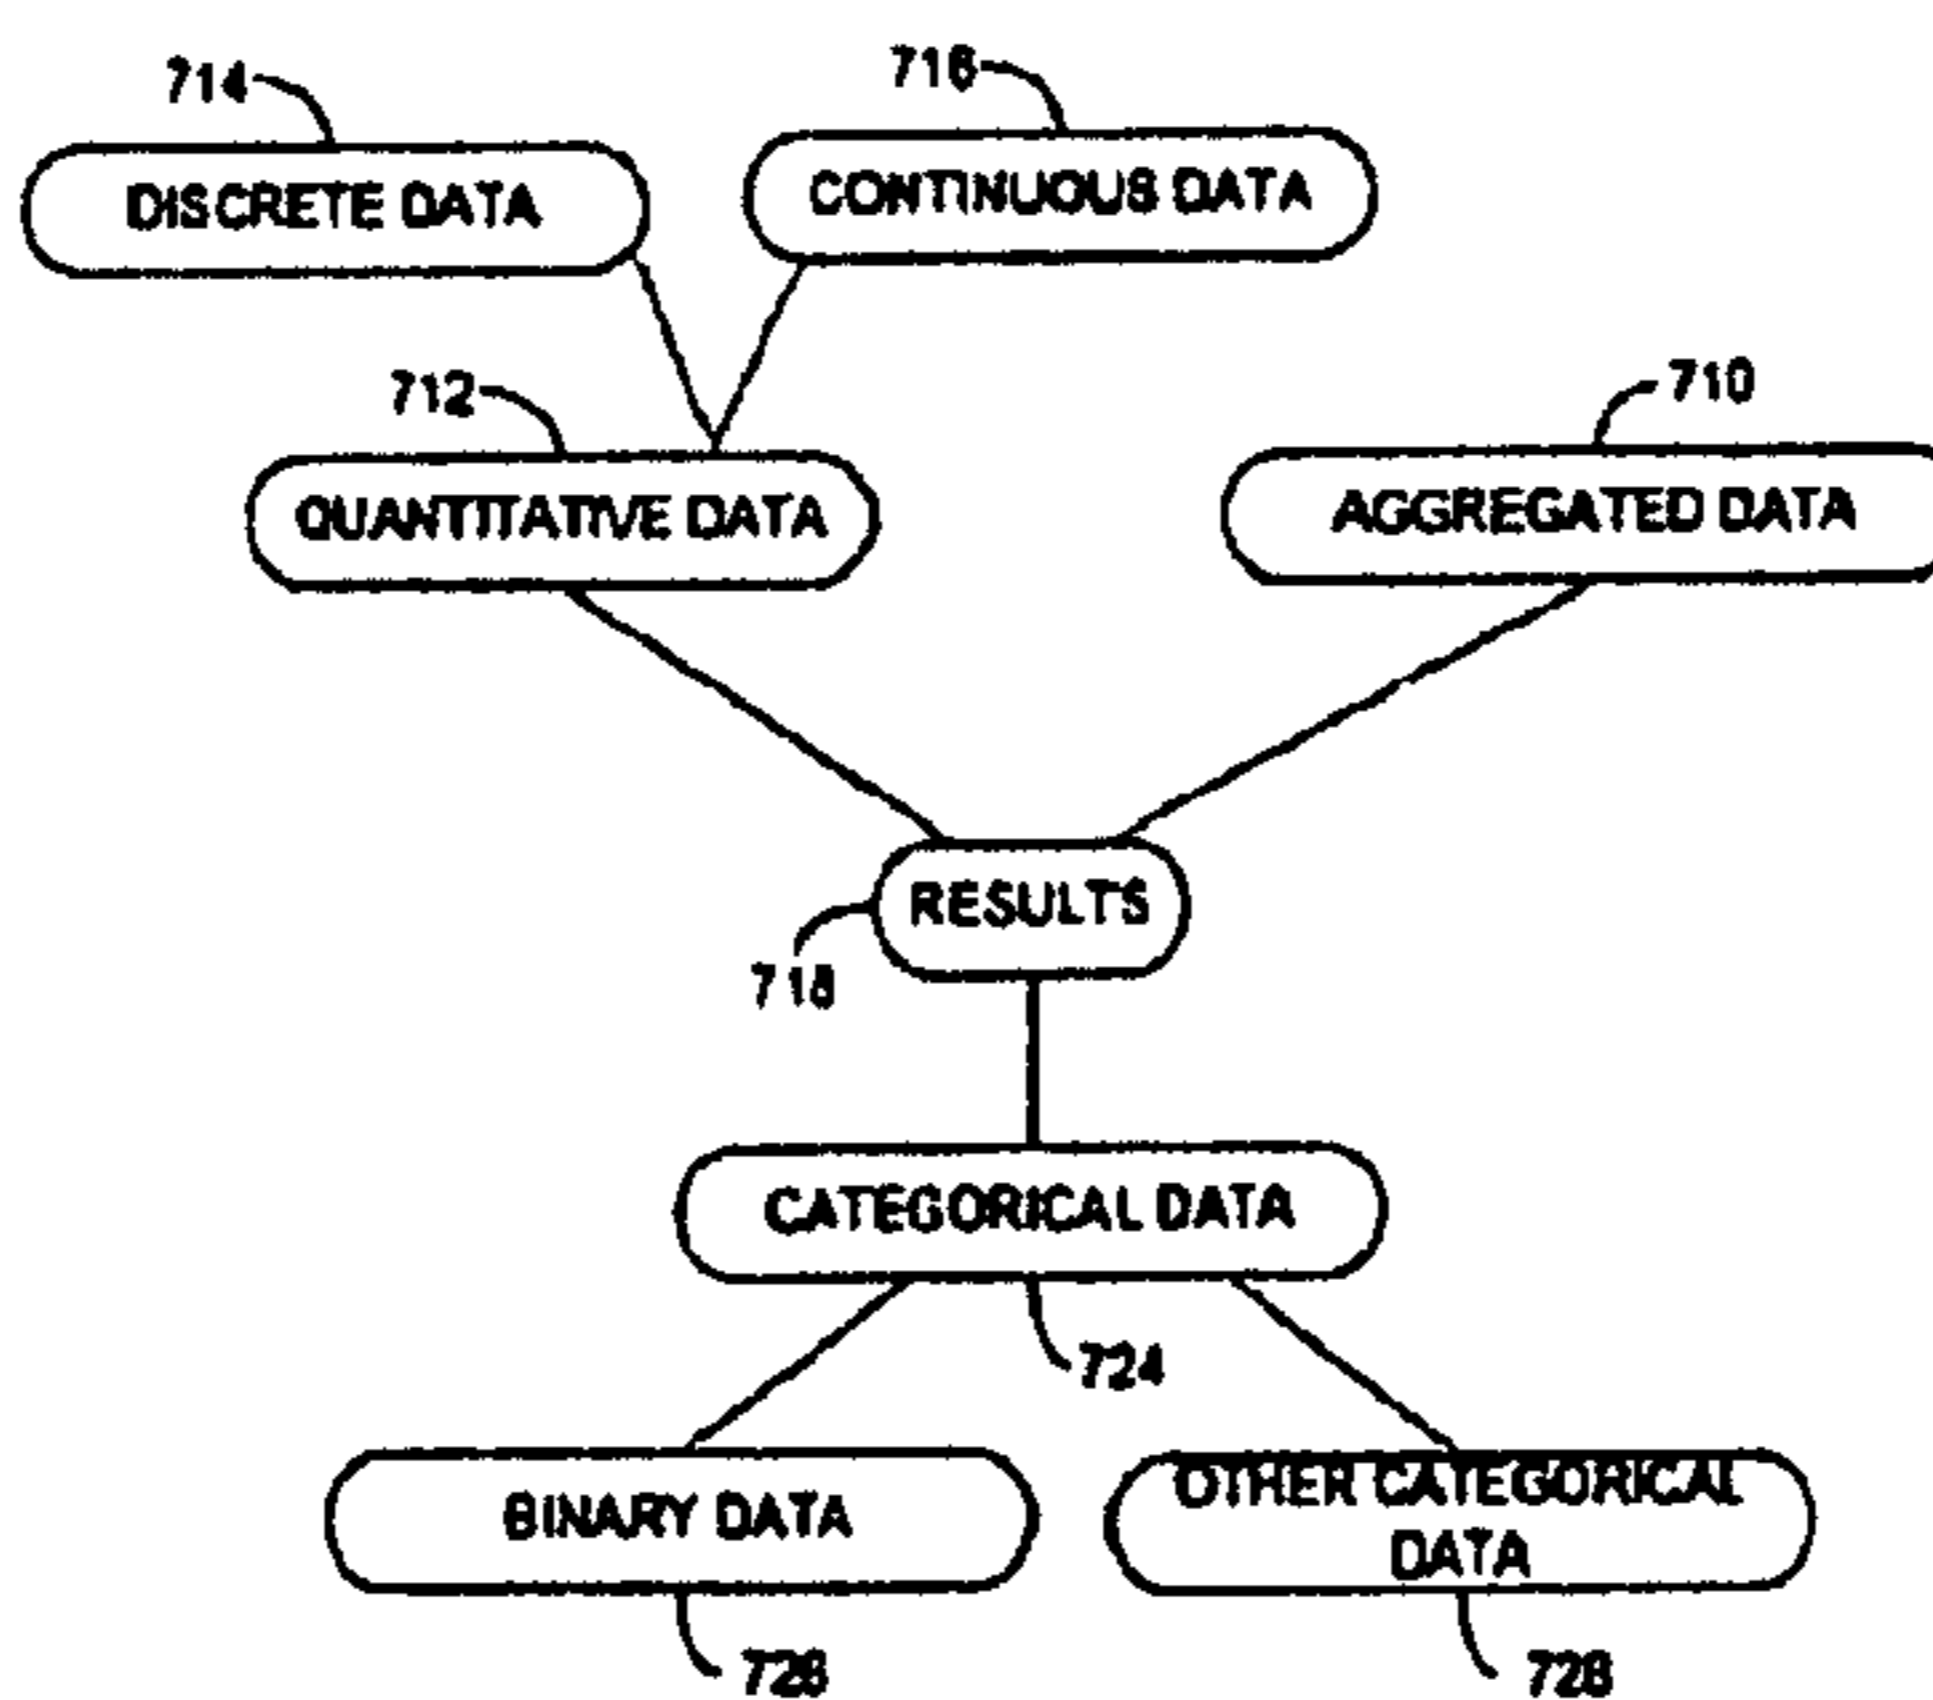 714
716
DISCRETE DATA
CONTINUOUS DATA
712
710
QUANTITATIVE DATA
AGGREGATED DATA
RESULTS
718
CATEGORICAL DATA
724
BINARY DATA
OTHER CATEGORICAL
DATA